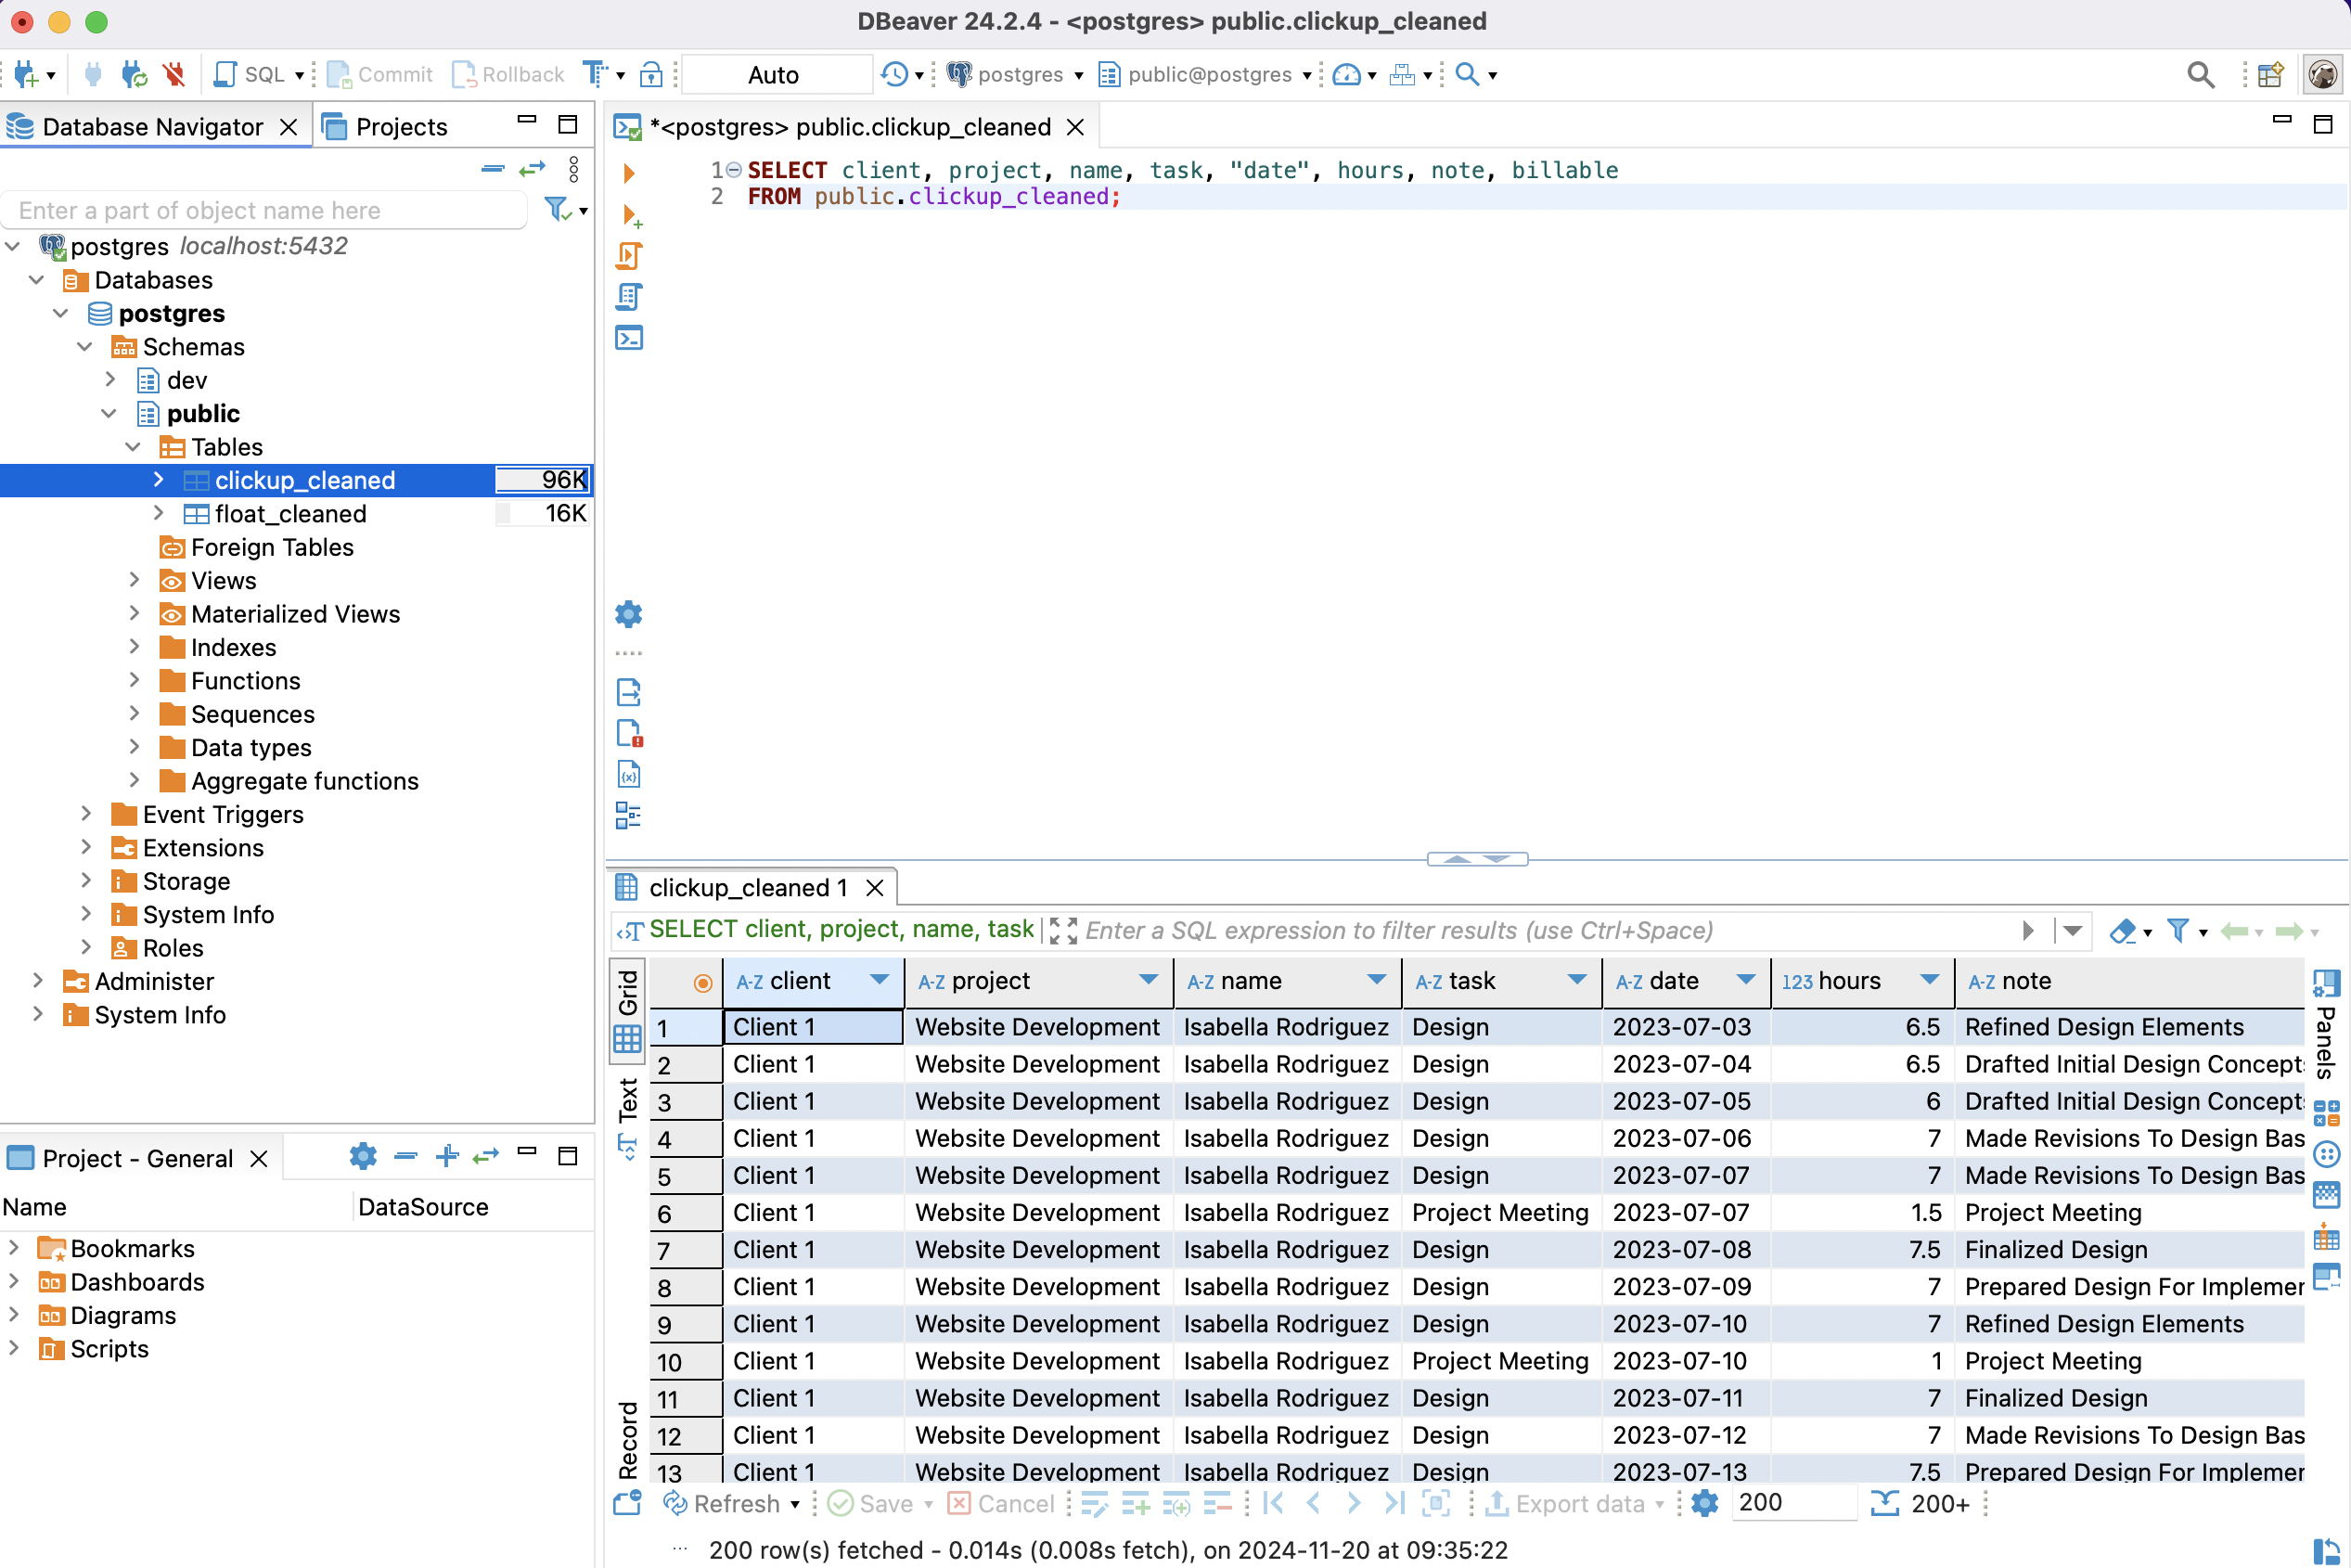 DBeaver 24.2.4 - <postgres> public.clickup_cleaned
SQL Commit Rollback Auto postgres public@postgres
Database Navigator Projects
Enter a part of object name here
postgres localhost:5432
Databases
postgres
Schemas
dev
public
Tables
clickup_cleaned 96K
float_cleaned 16K
Foreign Tables
Views
Materialized Views
Indexes
Functions
Sequences
Data types
Aggregate functions
Event Triggers
Extensions
Storage
System Info
Roles
Administer
System Info
Project - General
Name DataSource
Bookmarks
Dashboards
Diagrams
Scripts
*<postgres> public.clickup_cleaned
1 SELECT client, project, name, task, "date", hours, note, billable
2 FROM public.clickup_cleaned;
clickup_cleaned 1
SELECT client, project, name, task Enter a SQL expression to filter results (use Ctrl+Space)
Grid
Text
Record
A-Z client A-Z project A-Z name A-Z task A-Z date 123 hours A-Z note
1 Client 1 Website Development Isabella Rodriguez Design 2023-07-03 6.5 Refined Design Elements
2 Client 1 Website Development Isabella Rodriguez Design 2023-07-04 6.5 Drafted Initial Design Concept
3 Client 1 Website Development Isabella Rodriguez Design 2023-07-05 6 Drafted Initial Design Concept
4 Client 1 Website Development Isabella Rodriguez Design 2023-07-06 7 Made Revisions To Design Bas
5 Client 1 Website Development Isabella Rodriguez Design 2023-07-07 7 Made Revisions To Design Bas
6 Client 1 Website Development Isabella Rodriguez Project Meeting 2023-07-07 1.5 Project Meeting
7 Client 1 Website Development Isabella Rodriguez Design 2023-07-08 7.5 Finalized Design
8 Client 1 Website Development Isabella Rodriguez Design 2023-07-09 7 Prepared Design For Implemer
9 Client 1 Website Development Isabella Rodriguez Design 2023-07-10 7 Refined Design Elements
10 Client 1 Website Development Isabella Rodriguez Project Meeting 2023-07-10 1 Project Meeting
11 Client 1 Website Development Isabella Rodriguez Design 2023-07-11 7 Finalized Design
12 Client 1 Website Development Isabella Rodriguez Design 2023-07-12 7 Made Revisions To Design Bas
13 Client 1 Website Development Isabella Rodriguez Design 2023-07-13 7.5 Prepared Design For Implemer
Panels
Refresh Save Cancel Export data 200 200+
... 200 row(s) fetched - 0.014s (0.008s fetch), on 2024-11-20 at 09:35:22